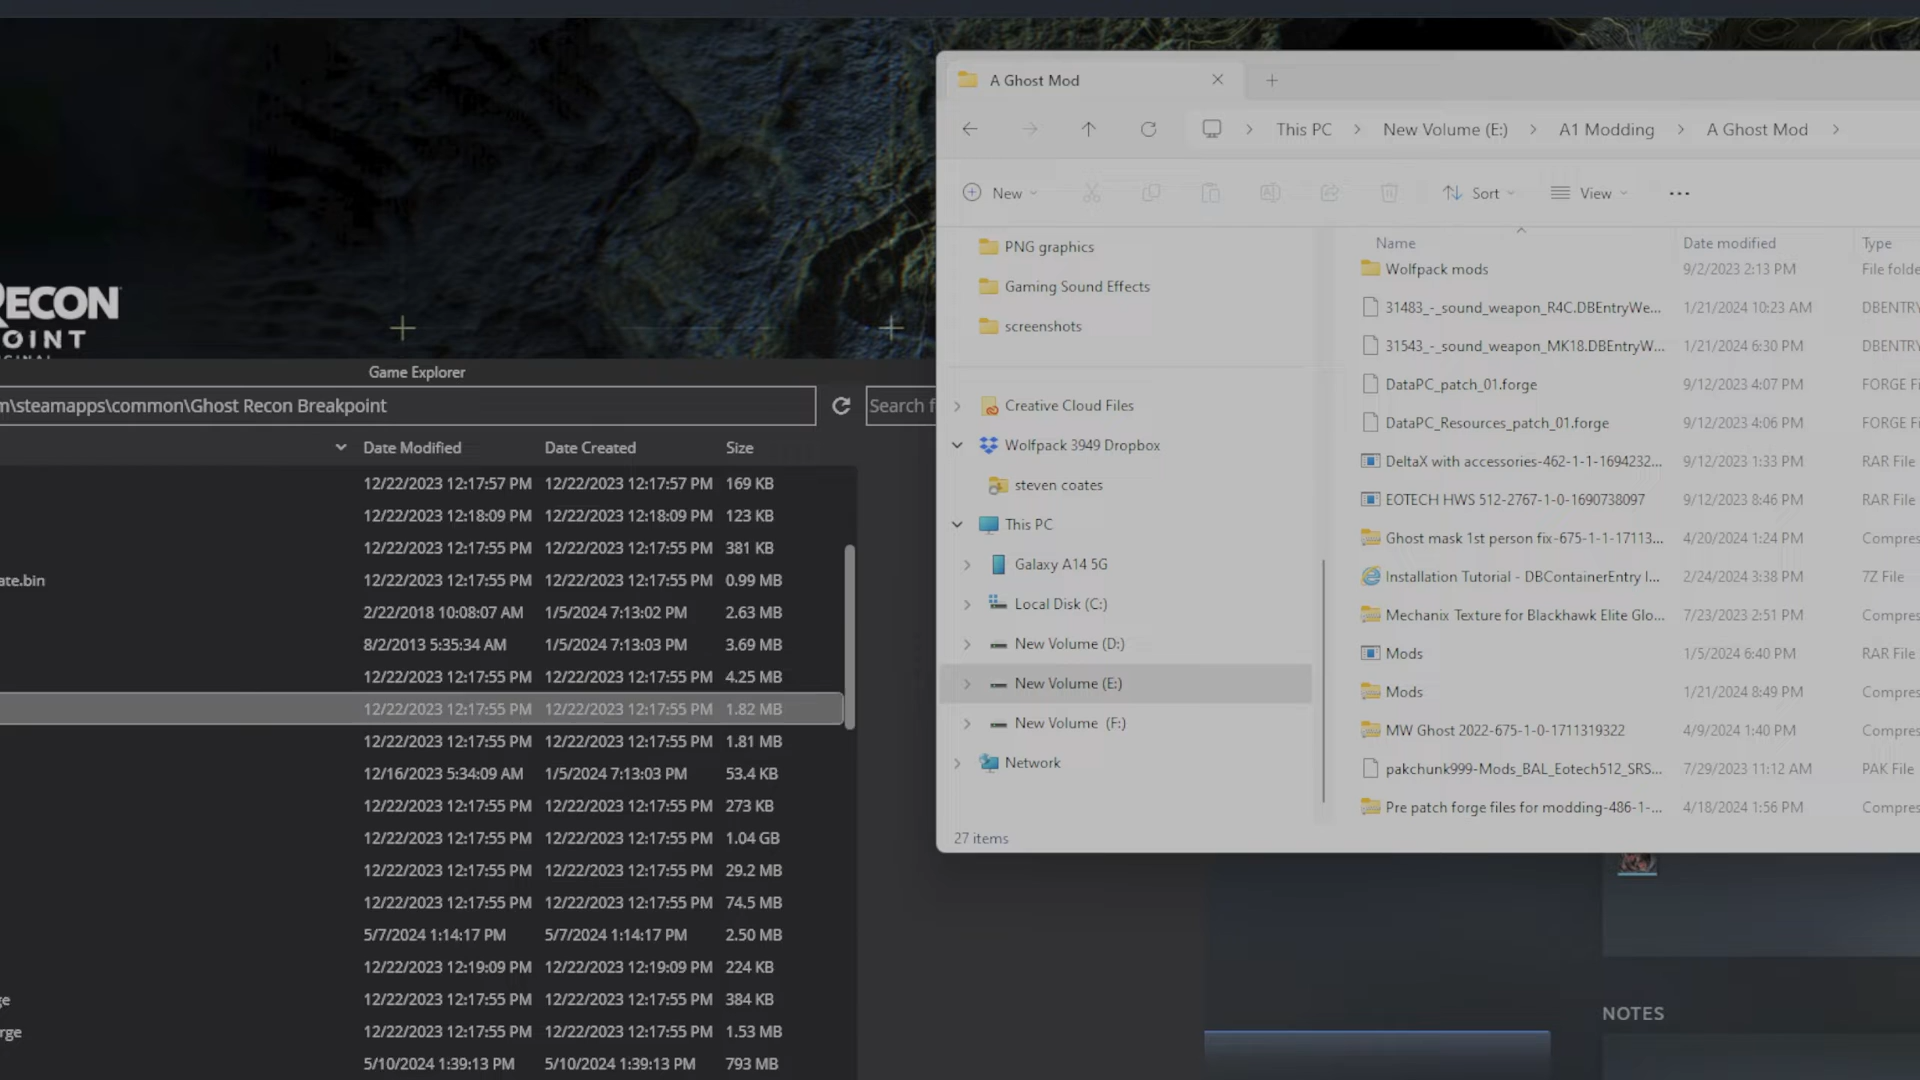 RECON
POINT
Game Explorer
m\steamapps\common\Ghost Recon Breakpoint
Search f
Date Modified Date Created Size
12/22/2023 12:17:57 PM 12/22/2023 12:17:57 PM 169 KB
12/22/2023 12:18:09 PM 12/22/2023 12:18:09 PM 123 KB
12/22/2023 12:17:55 PM 12/22/2023 12:17:55 PM 381 KB
ate.bin 12/22/2023 12:17:55 PM 12/22/2023 12:17:55 PM 0.99 MB
2/22/2018 10:08:07 AM 1/5/2024 7:13:02 PM 2.63 MB
8/2/2013 5:35:34 AM 1/5/2024 7:13:03 PM 3.69 MB
12/22/2023 12:17:55 PM 12/22/2023 12:17:55 PM 4.25 MB
12/22/2023 12:17:55 PM 12/22/2023 12:17:55 PM 1.82 MB
12/22/2023 12:17:55 PM 12/22/2023 12:17:55 PM 1.81 MB
12/16/2023 5:34:09 AM 1/5/2024 7:13:03 PM 53.4 KB
12/22/2023 12:17:55 PM 12/22/2023 12:17:55 PM 273 KB
12/22/2023 12:17:55 PM 12/22/2023 12:17:55 PM 1.04 GB
12/22/2023 12:17:55 PM 12/22/2023 12:17:55 PM 29.2 MB
12/22/2023 12:17:55 PM 12/22/2023 12:17:55 PM 74.5 MB
5/7/2024 1:14:17 PM 5/7/2024 1:14:17 PM 2.50 MB
12/22/2023 12:19:09 PM 12/22/2023 12:19:09 PM 224 KB
ge 12/22/2023 12:17:55 PM 12/22/2023 12:17:55 PM 384 KB
rge 12/22/2023 12:17:55 PM 12/22/2023 12:17:55 PM 1.53 MB
5/10/2024 1:39:13 PM 5/10/2024 1:39:13 PM 793 MB
A Ghost Mod
This PC > New Volume (E:) > A1 Modding > A Ghost Mod >
New Sort View ...
PNG graphics
Gaming Sound Effects
screenshots
Creative Cloud Files
Wolfpack 3949 Dropbox
steven coates
This PC
Galaxy A14 5G
Local Disk (C:)
New Volume (D:)
New Volume (E:)
New Volume (F:)
Network
27 items
Name Date modified Type
Wolfpack mods 9/2/2023 2:13 PM File folde
31483_-_sound_weapon_R4C.DBEntryWe... 1/21/2024 10:23 AM DBENTRY
31543_-_sound_weapon_MK18.DBEntryW... 1/21/2024 6:30 PM DBENTRY
DataPC_patch_01.forge 9/12/2023 4:07 PM FORGE Fi
DataPC_Resources_patch_01.forge 9/12/2023 4:06 PM FORGE Fi
DeltaX with accessories-462-1-1-1694232... 9/12/2023 1:33 PM RAR File
EOTECH HWS 512-2767-1-0-1690738097 9/12/2023 8:46 PM RAR File
Ghost mask 1st person fix-675-1-1-17113... 4/20/2024 1:24 PM Compres
Installation Tutorial - DBContainerEntry I... 2/24/2024 3:38 PM 7Z File
Mechanix Texture for Blackhawk Elite Glo... 7/23/2023 2:51 PM Compres
Mods 1/5/2024 6:40 PM RAR File
Mods 1/21/2024 8:49 PM Compres
MW Ghost 2022-675-1-0-1711319322 4/9/2024 1:40 PM Compres
pakchunk999-Mods_BAL_Eotech512_SRS... 7/29/2023 11:12 AM PAK File
Pre patch forge files for modding-486-1-... 4/18/2024 1:56 PM Compres
NOTES